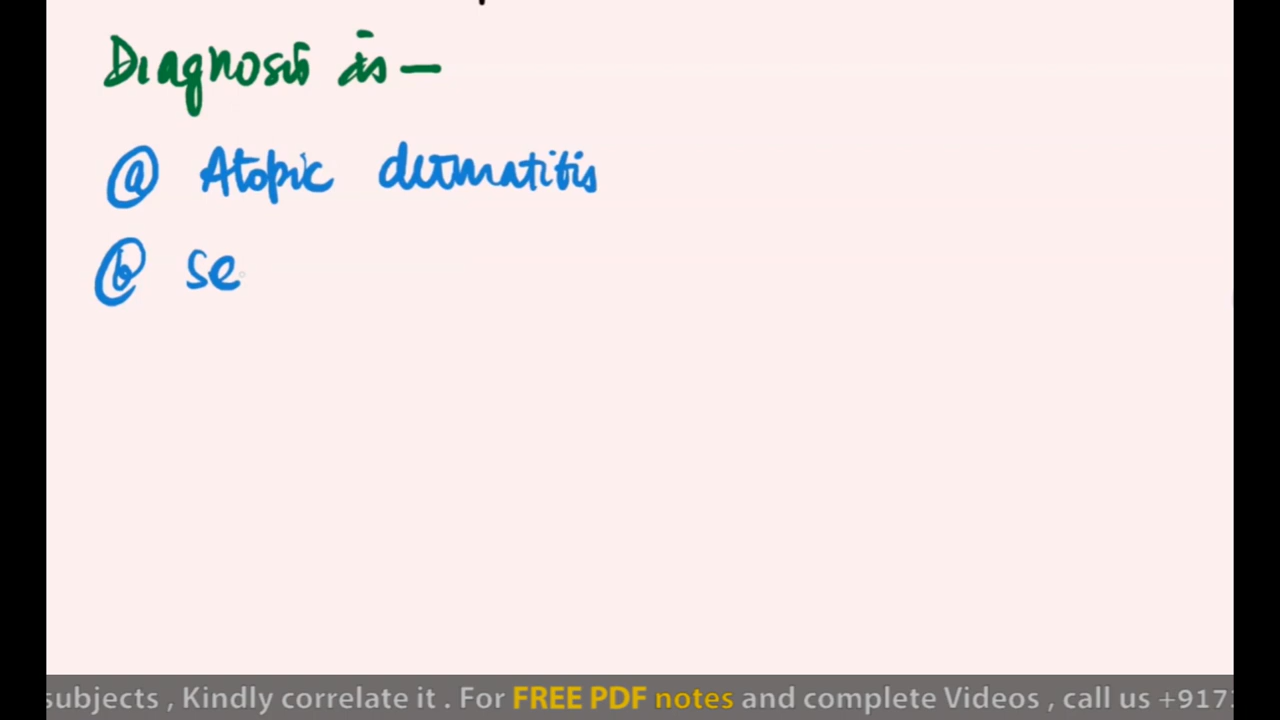 Diagnosis is -
ⓐ Atopic dermatitis
ⓑ se
subjects , Kindly correlate it . For FREE PDF notes and complete Videos , call us +917